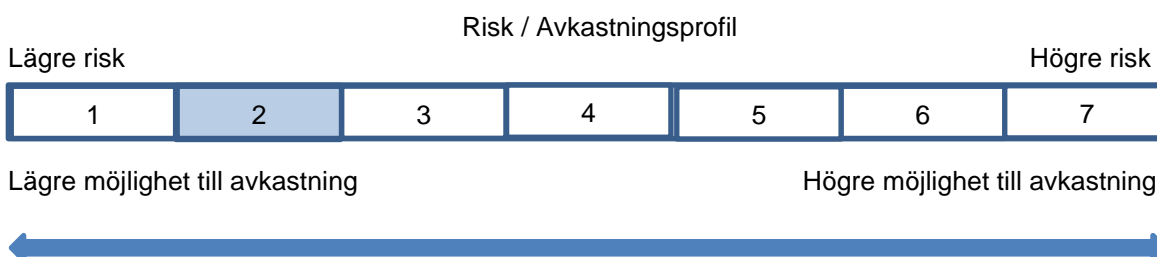 Risk / Avkastningsprofil
Lägre risk Högre risk
1 2 3 4 5 6 7
Lägre möjlighet till avkastning Högre möjlighet till avkastning